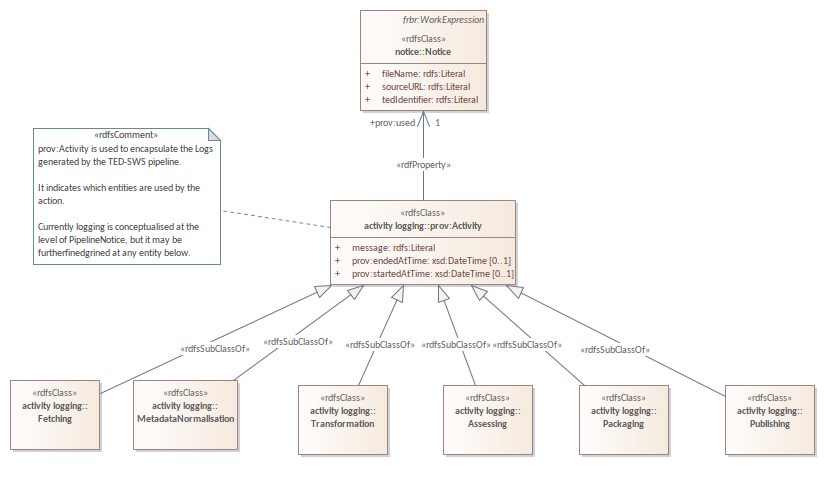 frbr:WorkExpression
«rdfsClass»
notice::Notice
+ fileName: rdfs:Literal
+ sourceURL: rdfs:Literal
+ tedIdentifier: rdfs:Literal
+prov:used 1
«rdfsComment»
prov:Activity is used to encapsulate the Logs
generated by the TED-SWS pipeline.
It indicates which entities are used by the
action.
Currently logging is conceptualised at the
level of PipelineNotice, but it may be
furtherfinedgrined at any entity below.
«rdfProperty»
«rdfsClass»
activity logging::prov:Activity
+ message: rdfs:Literal
+ prov:endedAtTime: xsd:DateTime [0..1]
+ prov:startedAtTime: xsd:DateTime [0..1]
«rdfsSubClassOf» «rdfsSubClassOf» «rdfsSubClassOf» «rdfsSubClassOf» «rdfsSubClassOf» «rdfsSubClassOf»
«rdfsClass»
activity logging::
Fetching
«rdfsClass»
activity logging::
MetadataNormalisation
«rdfsClass»
activity logging::
Transformation
«rdfsClass»
activity logging::
Assessing
«rdfsClass»
activity logging::
Packaging
«rdfsClass»
activity logging::
Publishing